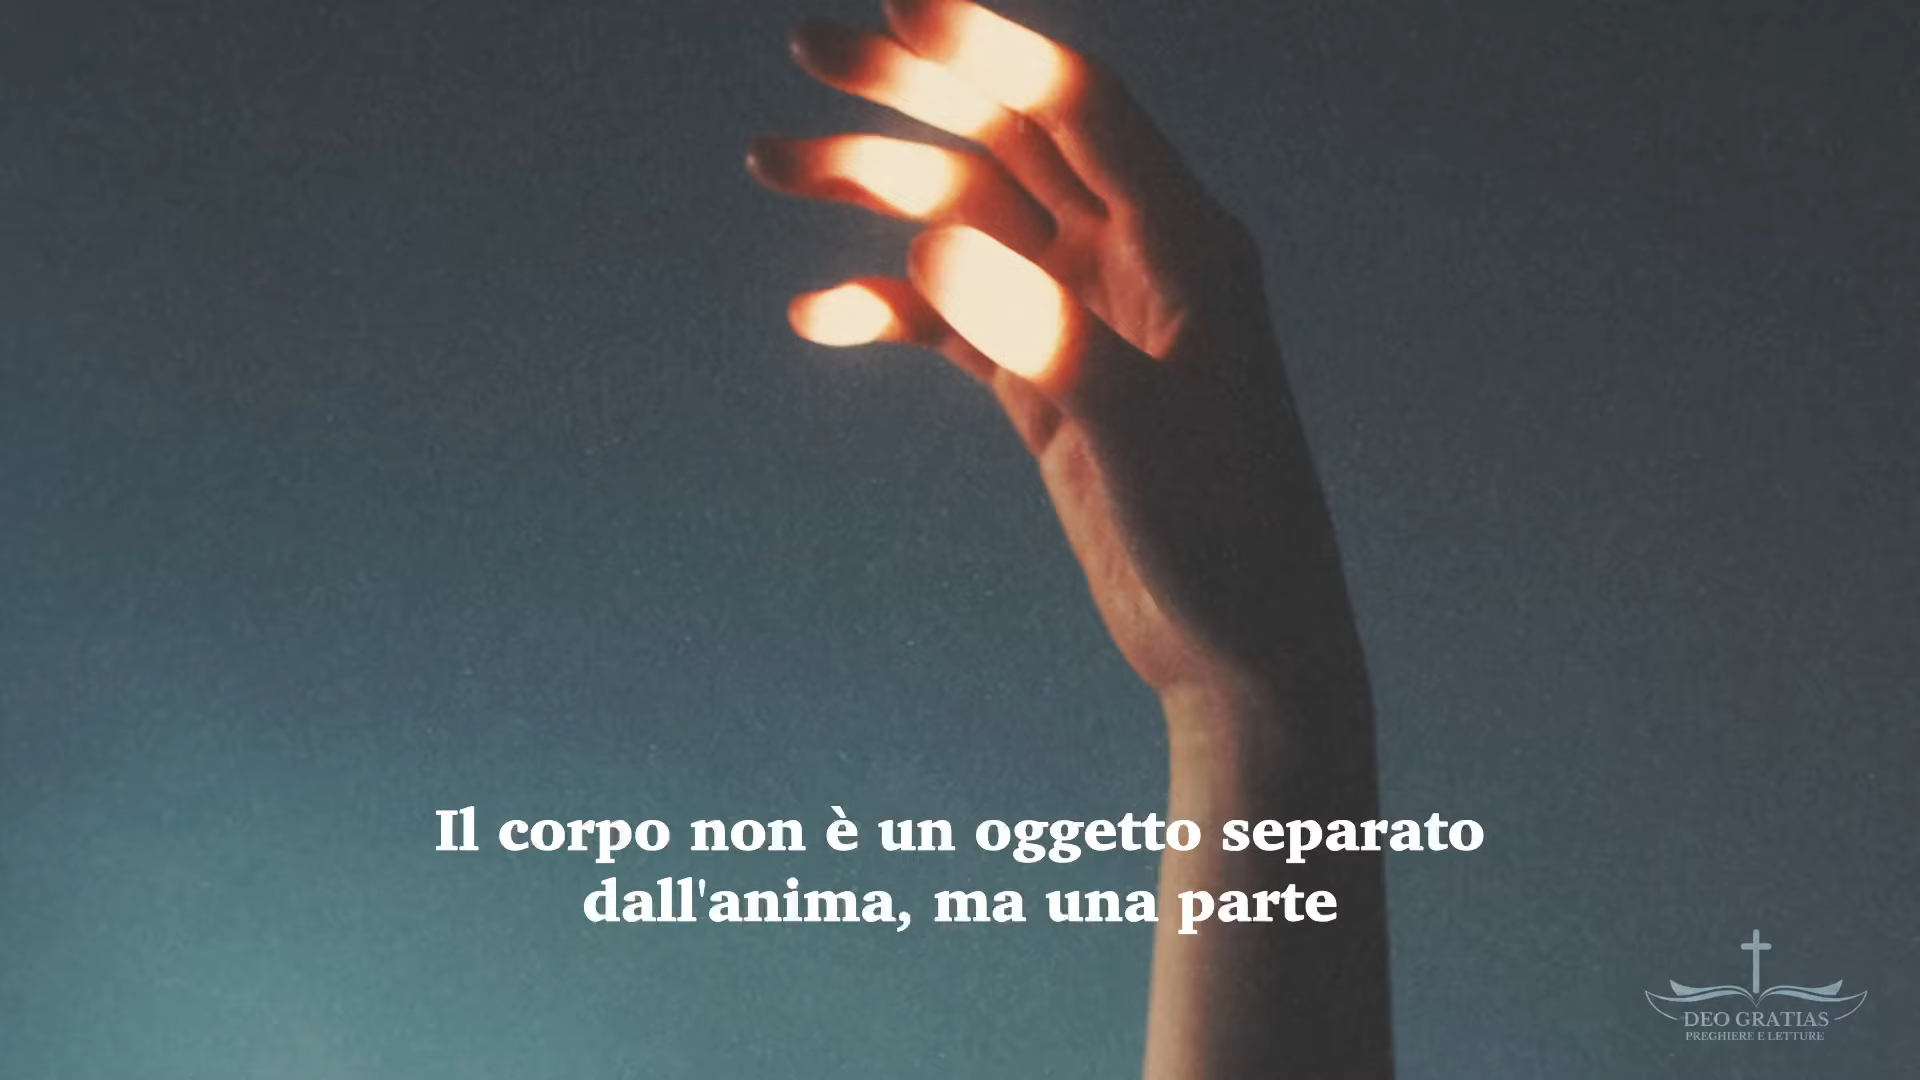 Il corpo non è un oggetto separato
dall'anima, ma una parte
DEO GRATIAS
PREGHIERE E LETTURE